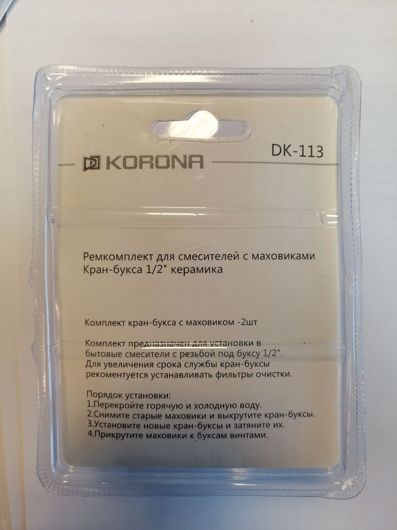 KORONA
DK-113
Ремкомплект для смесителей с маховиками
Кран-букса 1/2" керамика
Комплект кран-букса с маховиком -2шт
Комплект предназначен для установки в
бытовые смесители с резьбой под буксу 1/2".
Для увеличения срока службы кран-буксы
рекоментуется устанавливать фильтры очистки.
Порядок установки:
1.Перекройте горячую и холодную воду.
2.Снимите старые маховики и выкрутите кран-буксы.
3.Установите новые кран-буксы и затяните их.
4.Прикрутите маховики к буксам винтами.